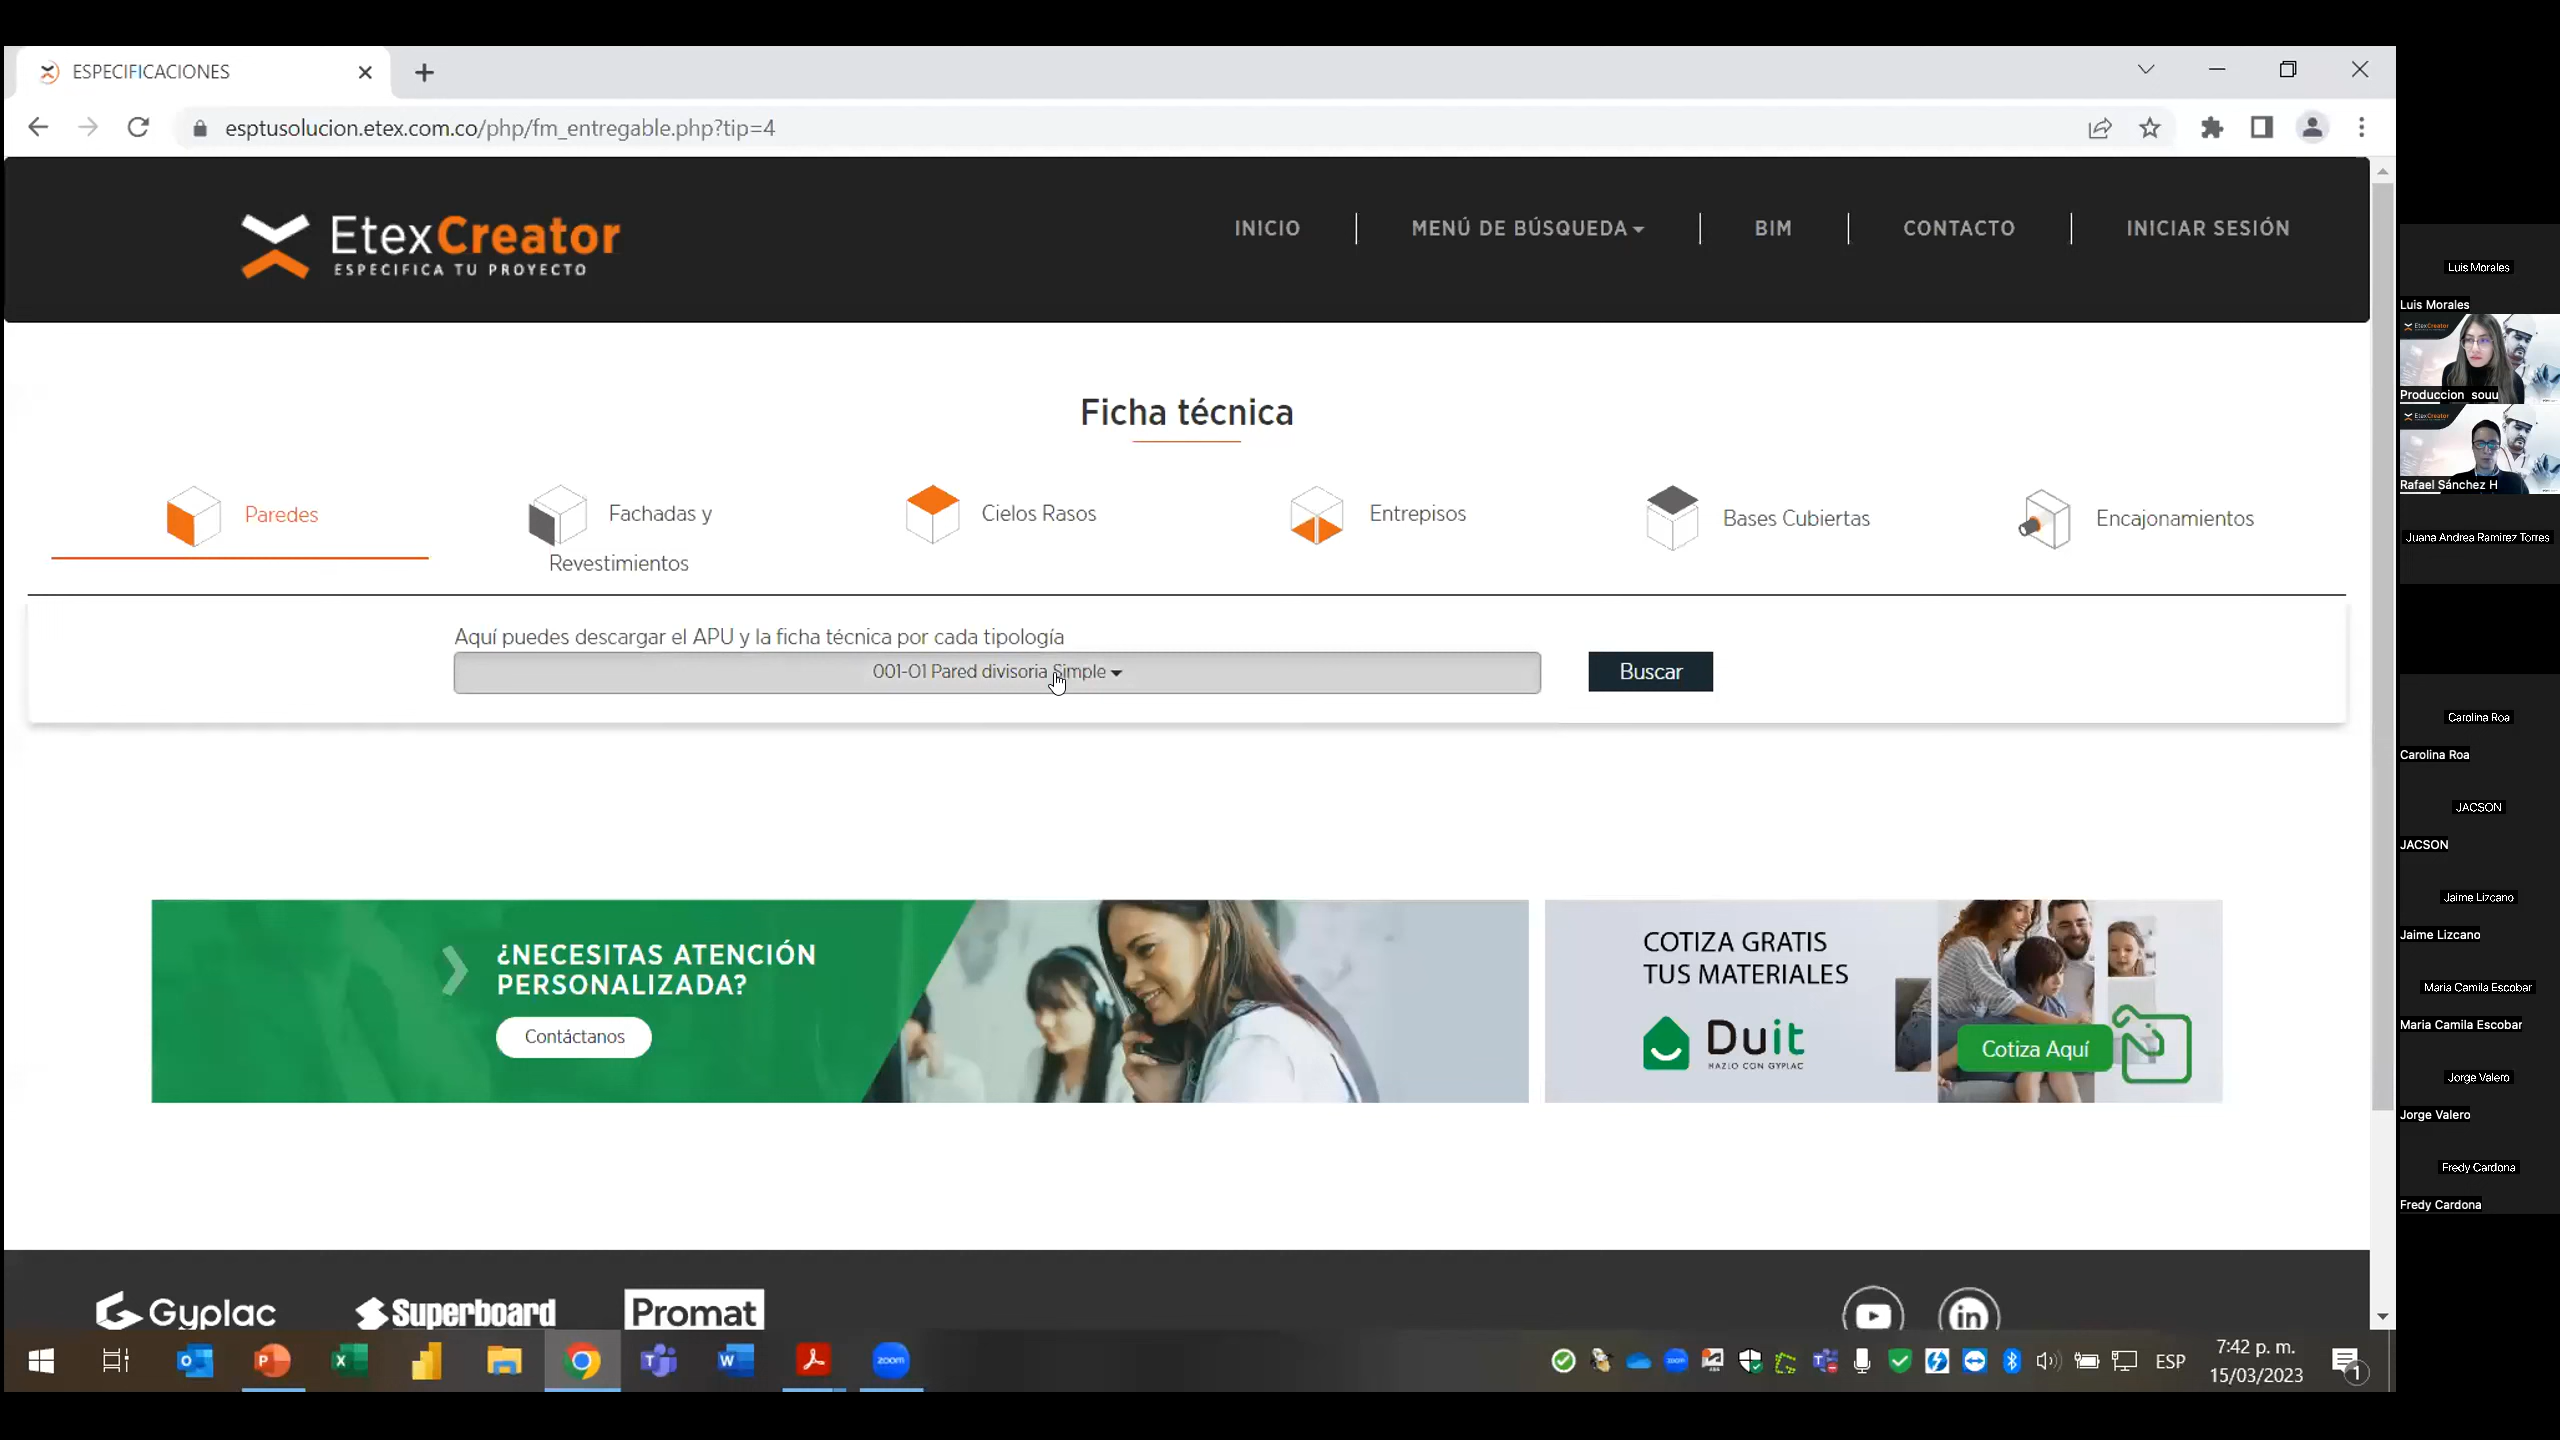 ESPECIFICACIONES
esptusolucion.etex.com.co/php/fm_entregable.php?tip=4
EtexCreator
ESPECIFICA TU PROYECTO
INICIO
MENÚ DE BÚSQUEDA
BIM
CONTACTO
INICIAR SESIÓN
Ficha técnica
Paredes
Fachadas y
Revestimientos
Cielos Rasos
Entrepisos
Bases Cubiertas
Encajonamientos
Aquí puedes descargar el APU y la ficha técnica por cada tipología
001-01 Pared divisoria Simple
Buscar
¿NECESITAS ATENCIÓN
PERSONALIZADA?
Contáctanos
COTIZA GRATIS
TUS MATERIALES
Duit
HAZLO CON GYPLAC
Cotiza Aquí
Gyplac
Superboard
Promat
in
zoom
ESP
7:42 p. m.
15/03/2023
1
Luis Morales
Luis Morales
EtexCreator
Produccion souu
EtexCreator
Rafael Sánchez H
Juana Andrea Ramirez Torres
Carolina Roa
Carolina Roa
JACSON
JACSON
Jaime Lizcano
Jaime Lizcano
Maria Camila Escobar
Maria Camila Escobar
Jorge Valero
Jorge Valero
Fredy Cardona
Fredy Cardona